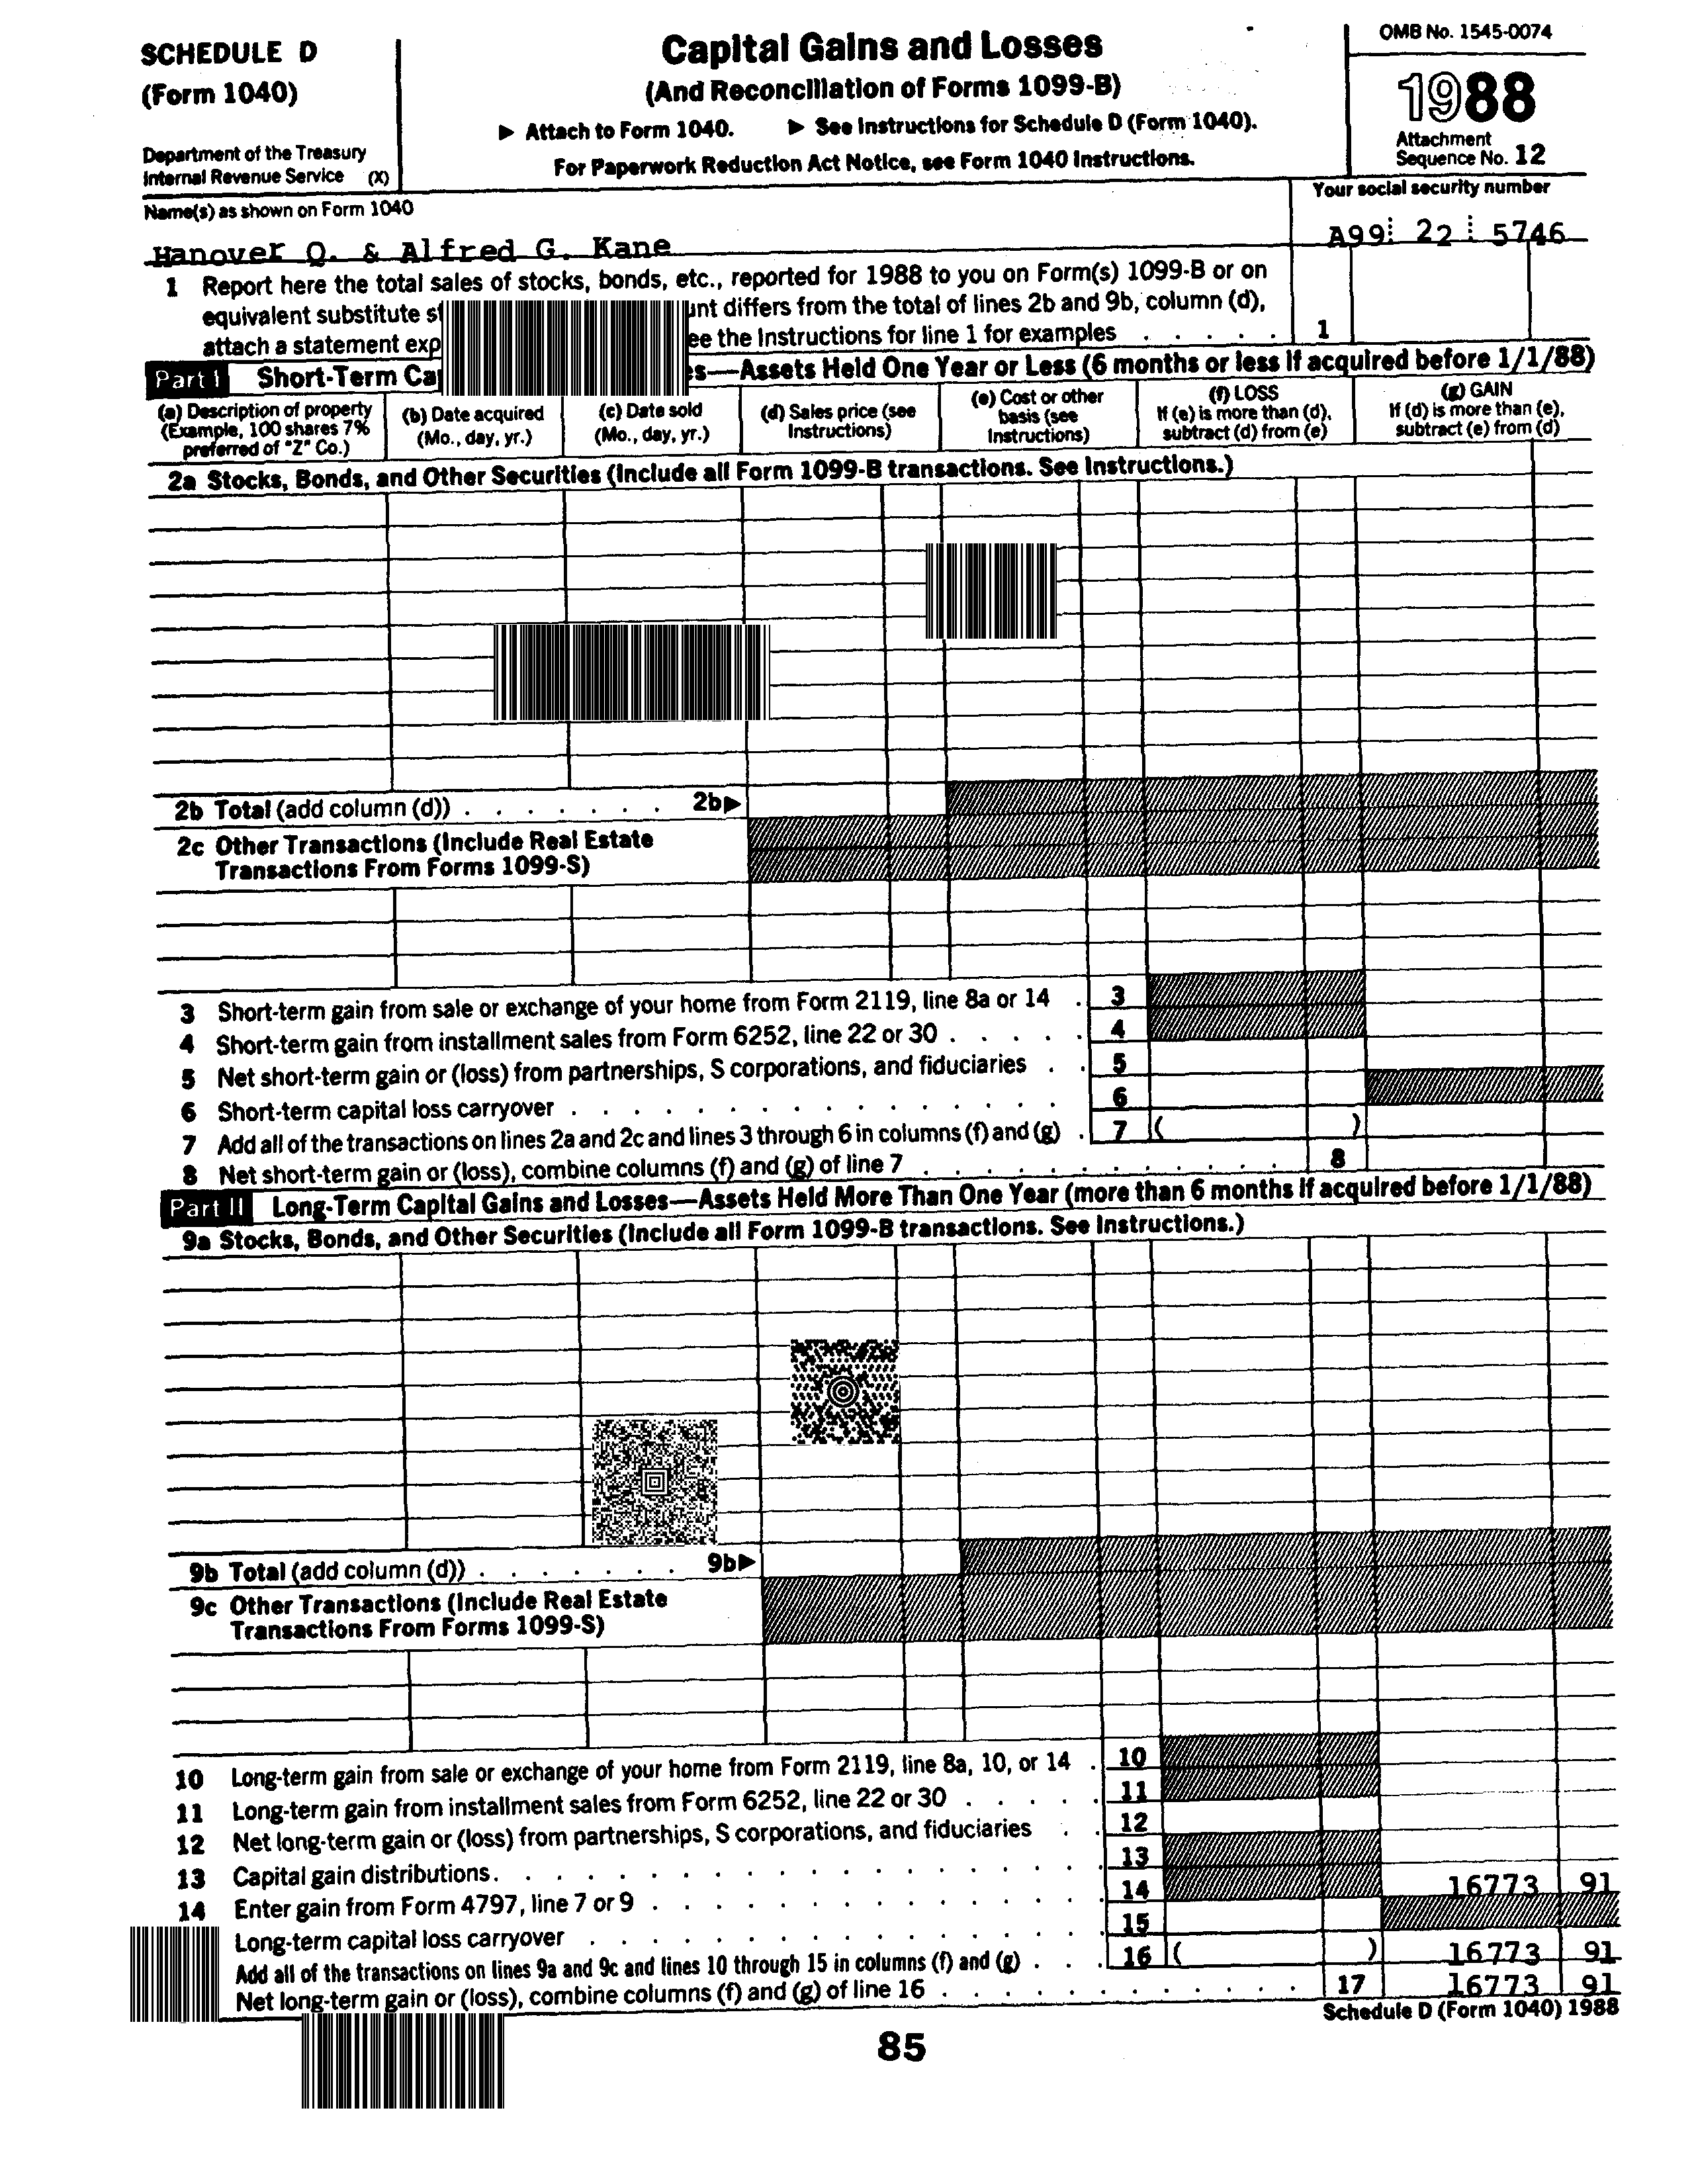 SCHEDULE D
(Form 1040)
Department of the Treasury
Internal Revenue Service (X)
Capital Gains and Losses
(And Reconciliation of Forms 1099-B)
▶ Attach to Form 1040. ▶ See Instructions for Schedule D (Form 1040).
For Paperwork Reduction Act Notice, see Form 1040 Instructions.
OMB No. 1545-0074
1988
Attachment
Sequence No. 12
Name(s) as shown on Form 1040
Your social security number
Hanover Q. & Alfred G. Kane
A99 22 5746
1 Report here the total sales of stocks, bonds, etc., reported for 1988 to you on Form(s) 1099-B or on
equivalent substitute differs from the total of lines 2b and 9b, column (d),
attach a statement the Instructions for line 1 for examples . . . . . 1
Part I Short-Term —Assets Held One Year or Less (6 months or less if acquired before 1/1/88)
(a) Description of property
(Example, 100 shares 7%
preferred of "Z" Co.)
(b) Date acquired
(Mo., day, yr.)
(c) Date sold
(Mo., day, yr.)
(d) Sales price (see
Instructions)
(e) Cost or other
basis (see
Instructions)
(f) LOSS
If (e) is more than (d),
subtract (d) from (e)
(g) GAIN
If (d) is more than (e),
subtract (e) from (d)
2a Stocks, Bonds, and Other Securities (Include all Form 1099-B transactions. See Instructions.)
2b Total (add column (d)) . . . . . . . 2b▶
2c Other Transactions (Include Real Estate
Transactions From Forms 1099-S)
3 Short-term gain from sale or exchange of your home from Form 2119, line 8a or 14 . 3
4 Short-term gain from installment sales from Form 6252, line 22 or 30 . . . . . 4
5 Net short-term gain or (loss) from partnerships, S corporations, and fiduciaries . . 5
6 Short-term capital loss carryover . . . . . . . . . . . . . . . . 6
7 Add all of the transactions on lines 2a and 2c and lines 3 through 6 in columns (f) and (g) . 7 ( )
8 Net short-term gain or (loss), combine columns (f) and (g) of line 7 . . . . . . . . . . . . 8
Part II Long-Term Capital Gains and Losses—Assets Held More Than One Year (more than 6 months if acquired before 1/1/88)
9a Stocks, Bonds, and Other Securities (Include all Form 1099-B transactions. See Instructions.)
9b Total (add column (d)) . . . . . . . 9b▶
9c Other Transactions (Include Real Estate
Transactions From Forms 1099-S)
10 Long-term gain from sale or exchange of your home from Form 2119, line 8a, 10, or 14 . 10
11 Long-term gain from installment sales from Form 6252, line 22 or 30 . . . . . 11
12 Net long-term gain or (loss) from partnerships, S corporations, and fiduciaries . . 12
13 Capital gain distributions. . . . . . . . . . . . . . . . . . . 13
14 Enter gain from Form 4797, line 7 or 9 . . . . . . . . . . . . . . 14 16773 91
Long-term capital loss carryover . . . . . . . . . . . . . . . . 15
Add all of the transactions on lines 9a and 9c and lines 10 through 15 in columns (f) and (g) . . . 16 ( ) 16773 91
Net long-term gain or (loss), combine columns (f) and (g) of line 16 . . . . . . . . . . . . 17 16773 91
Schedule D (Form 1040) 1988
85